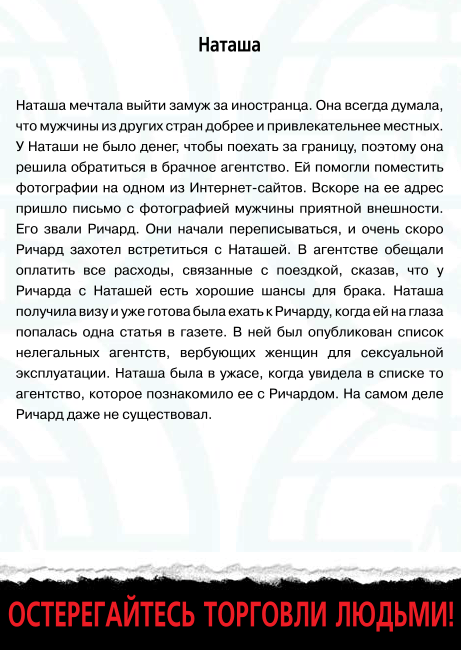 Наташа
Наташа мечтала выйти замуж за иностранца. Она всегда думала,
что мужчины из других стран добрее и привлекательнее местных.
У Наташи не было денег, чтобы поехать за границу, поэтому она
решила обратиться в брачное агентство. Ей помогли поместить
фотографии на одном из Интернет-сайтов. Вскоре на ее адрес
пришло письмо с фотографией мужчины приятной внешности.
Его звали Ричард. Они начали переписываться, и очень скоро
Ричард захотел встретиться с Наташей. В агентстве обещали
оплатить все расходы, связанные с поездкой, сказав, что у
Ричарда с Наташей есть хорошие шансы для брака. Наташа
получила визу и уже готова была ехать к Ричарду, когда ей на глаза
попалась одна статья в газете. В ней был опубликован список
нелегальных агентств, вербующих женщин для сексуальной
эксплуатации. Наташа была в ужасе, когда увидела в списке то
агентство, которое познакомило ее с Ричардом. На самом деле
Ричард даже не существовал.
ОСТЕРЕГАЙТЕСЬ ТОРГОВЛИ ЛЮДЬМИ!